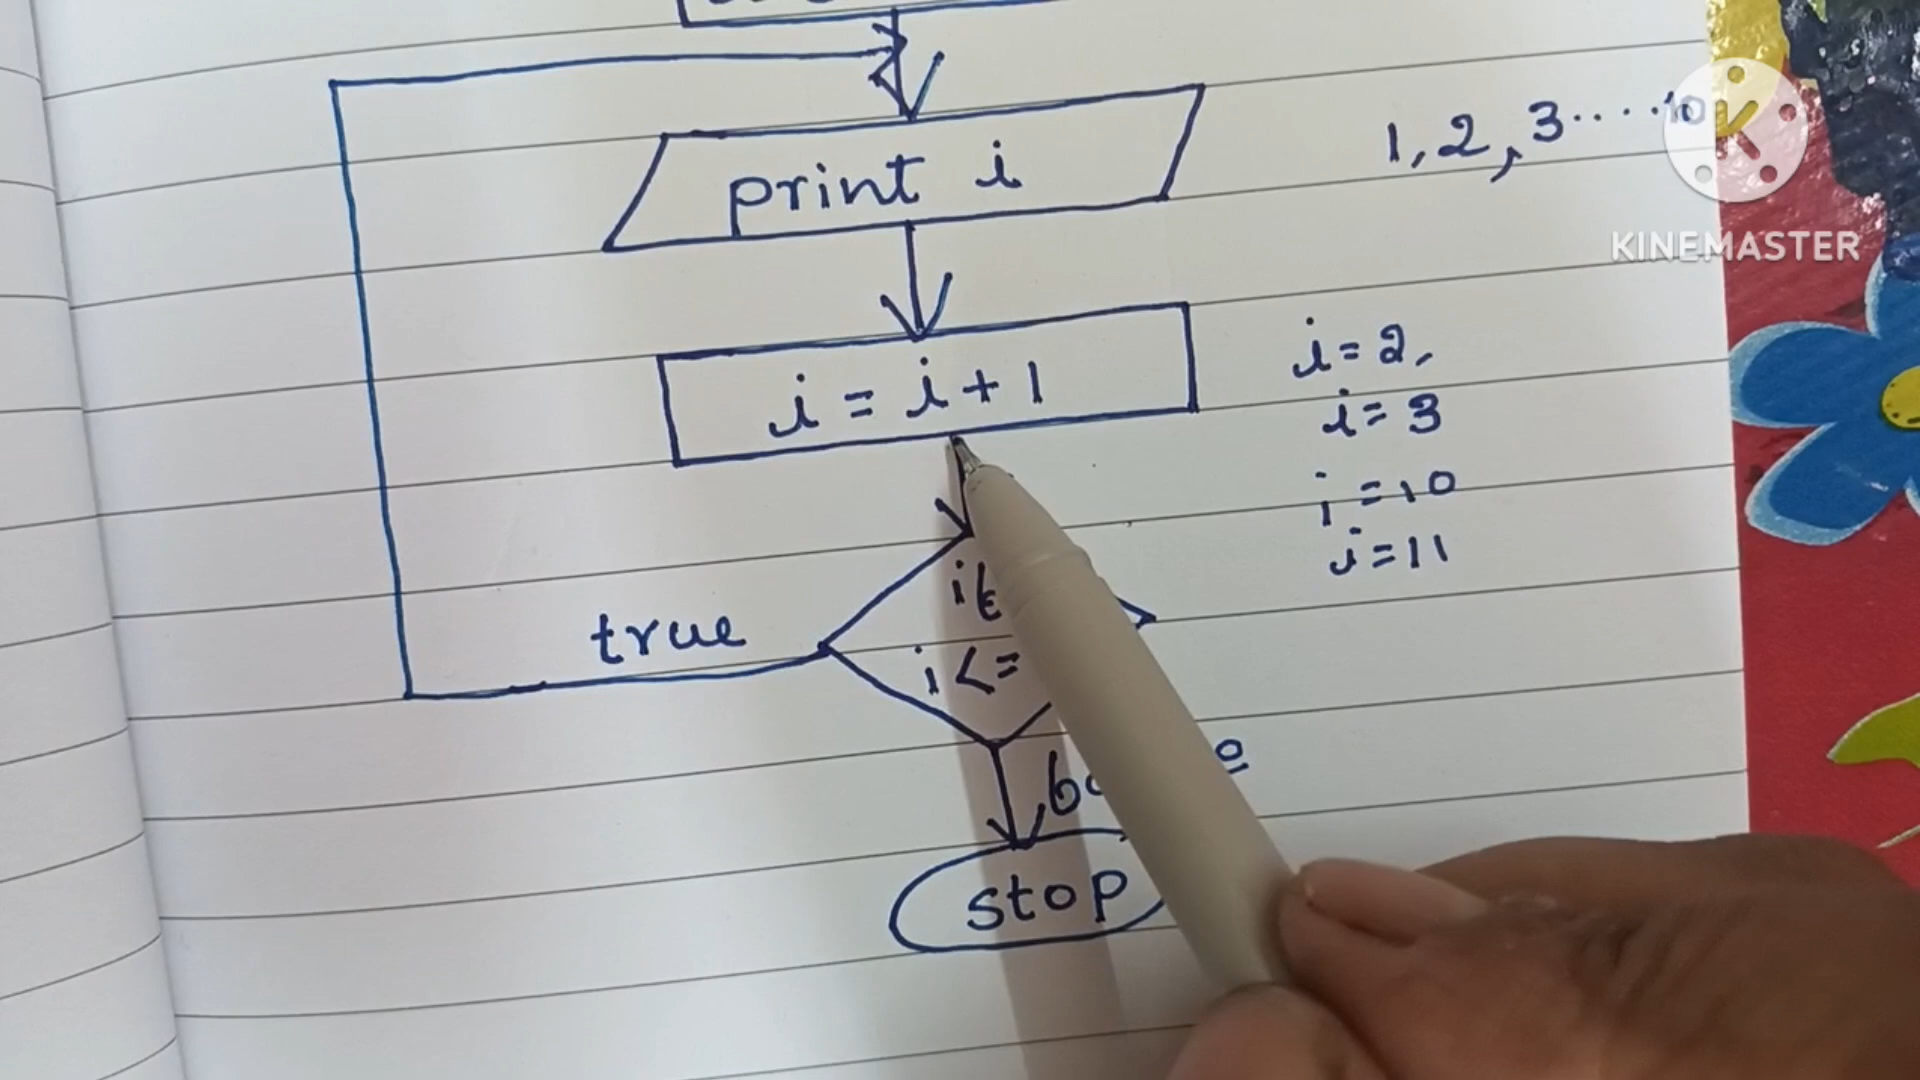 print i
1, 2, 3.....10
KINEMASTER
i = i + 1
i = 2,
i = 3
i = 10
i = 11
true
i <=
stop